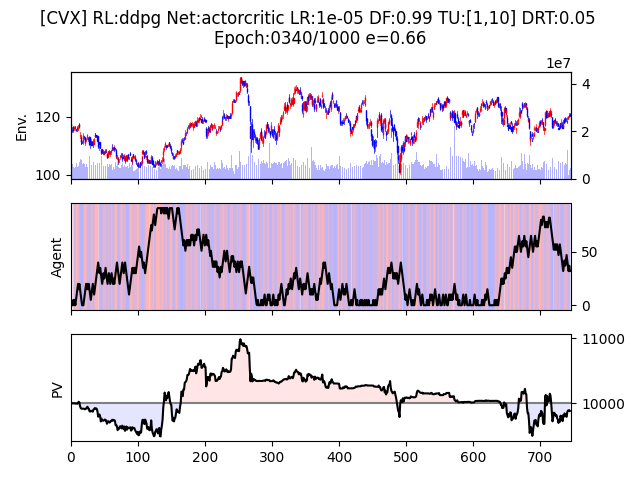 [CVX] RL:ddpg Net:actorcritic LR:1e-05 DF:0.99 TU:[1,10] DRT:0.05
Epoch:0340/1000 e=0.66
1e7
Env.
120
100
4
2
0
Agent
50
0
PV
11000
10000
0 100 200 300 400 500 600 700